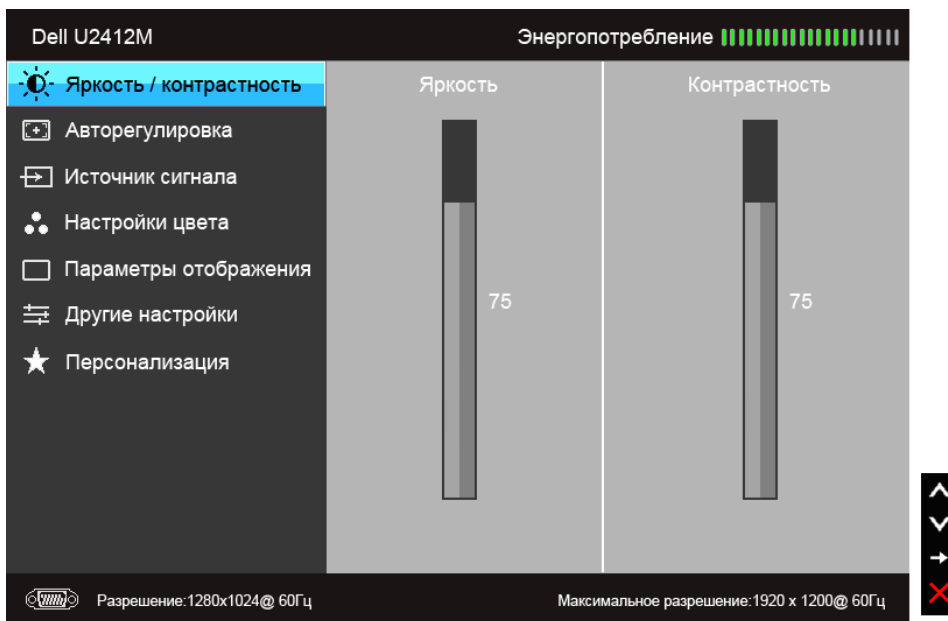 Dell U2412M
Энергопотребление
Яркость / контрастность
Авторегулировка
Источник сигнала
Настройки цвета
Параметры отображения
Другие настройки
Персонализация
Яркость
Контрастность
75
75
Разрешение:1280x1024@ 60Гц
Максимальное разрешение:1920 x 1200@ 60Гц